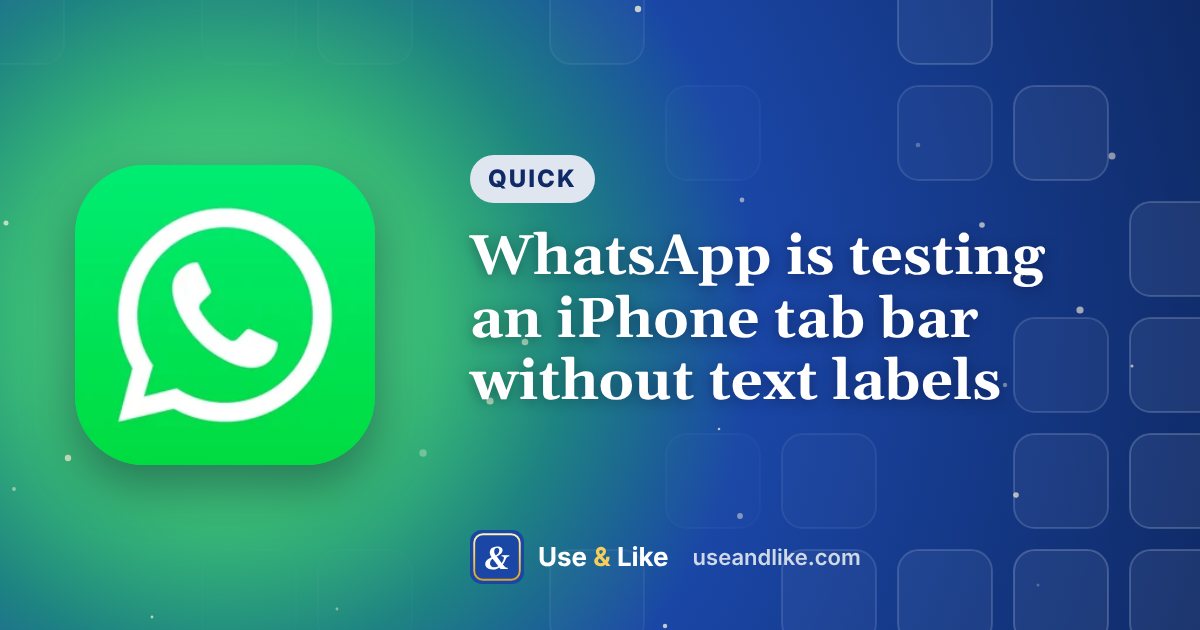 QUICK
WhatsApp is testing
an iPhone tab bar
without text labels
& Use & Like useandlike.com